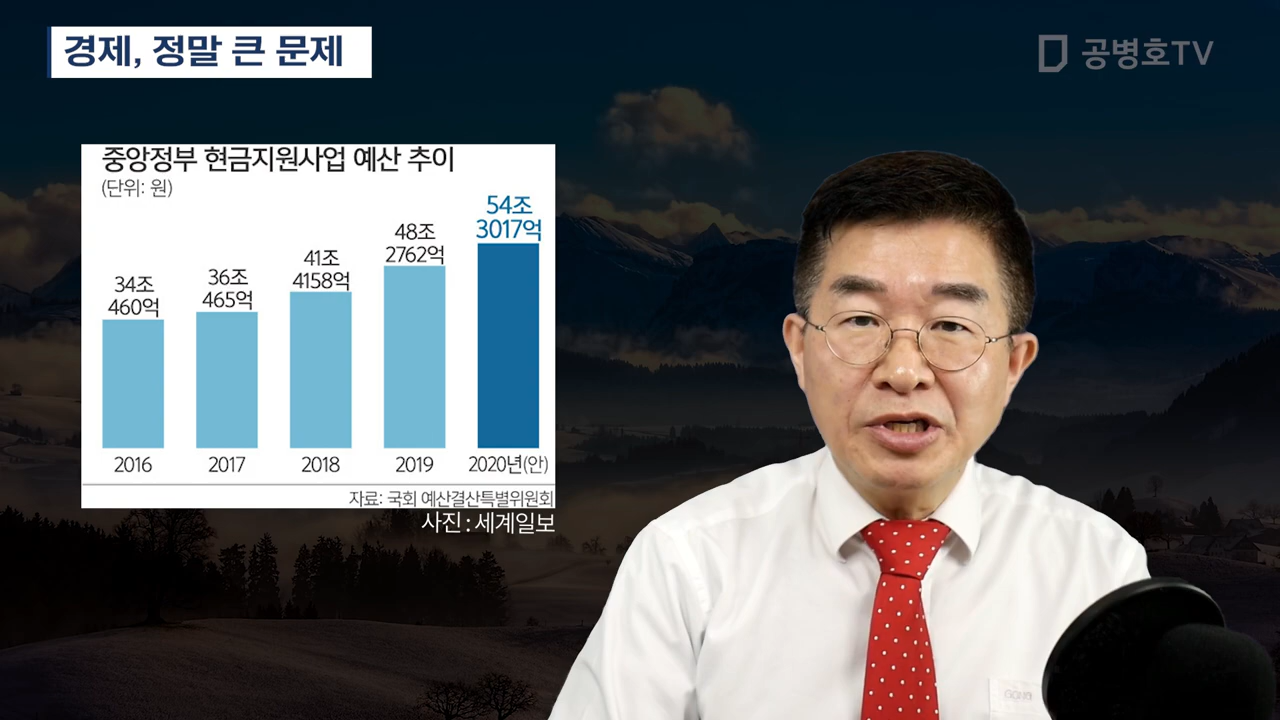 경제, 정말 큰 문제
공병호TV
중앙정부 현금지원사업 예산 추이
(단위: 원)
34조
460억
36조
465억
41조
4158억
48조
2762억
54조
3017억
2016
2017
2018
2019
2020년(안)
자료: 국회 예산결산특별위원회
사진 : 세계일보